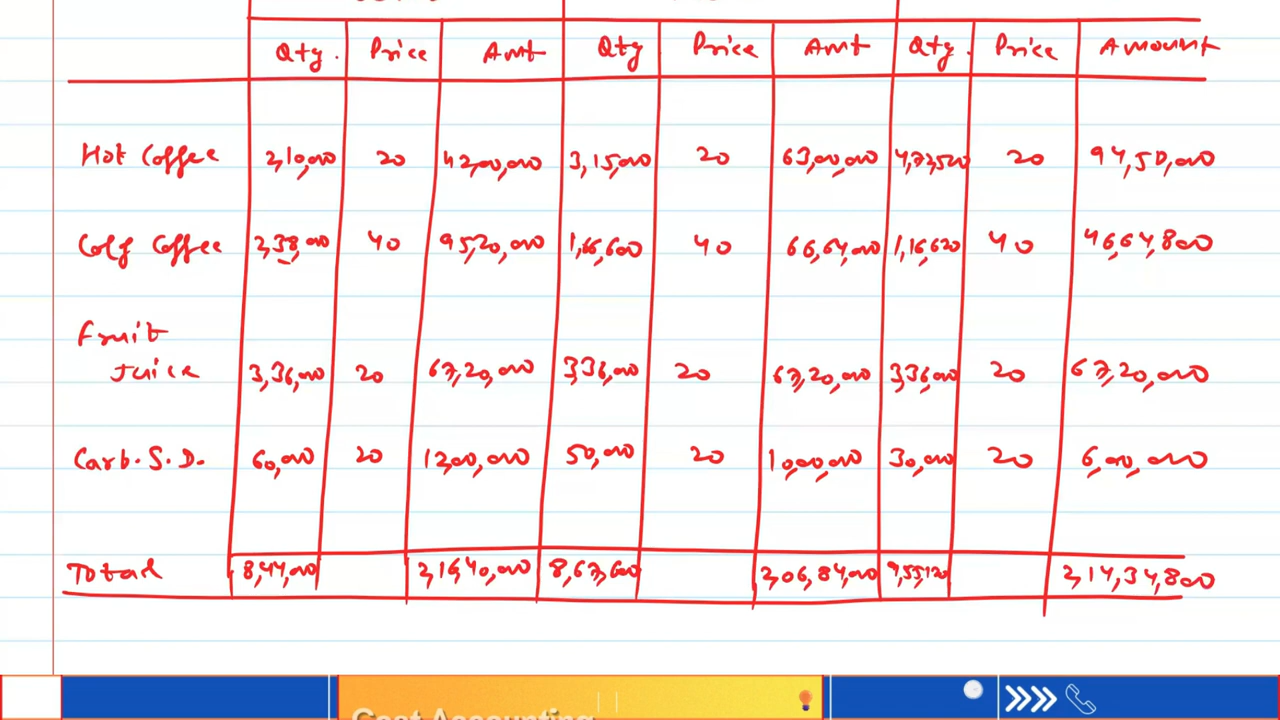 Qty. Price Amt Qty Price Amt Qty. Price Amount
Hot Coffee 2,10,000 20 42,00,000 3,15,000 20 63,00,000 4,72,520 20 94,50,000
Cold Coffee 2,38,000 40 95,20,000 1,66,600 40 66,64,000 1,16,620 40 46,64,800
Fruit
Juice 3,36,000 20 67,20,000 3,36,000 20 67,20,000 3,36,000 20 67,20,000
Carb. S.D. 60,000 20 12,00,000 50,000 20 10,00,000 30,000 20 6,00,000
Total 8,44,000 2,16,40,000 8,67,600 2,06,84,000 9,55,120 2,14,34,800
Cost Accounting